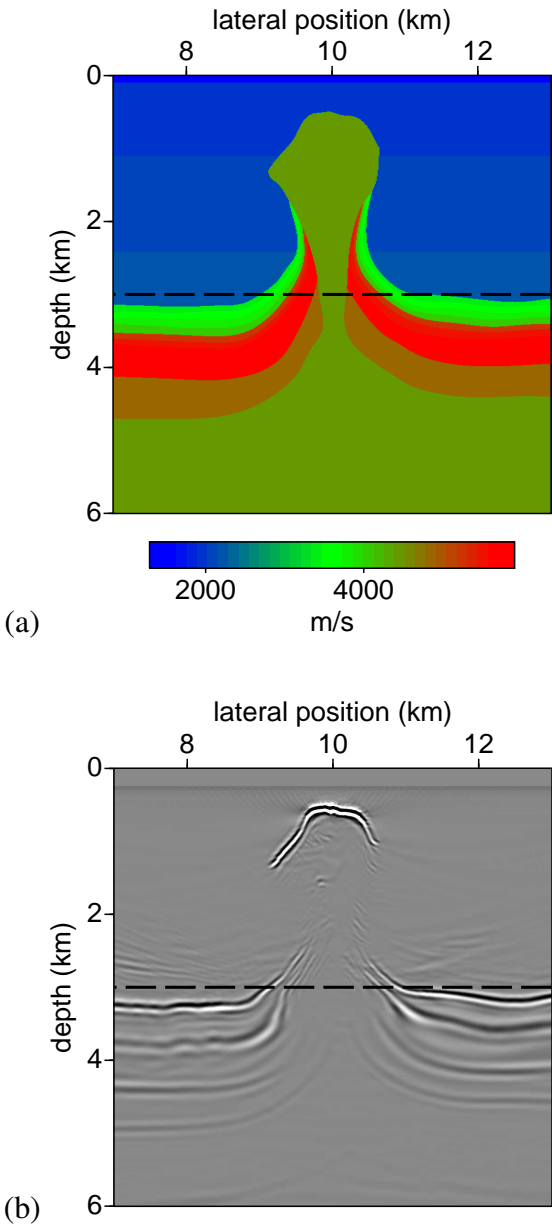 lateral position (km)
8 10 12
0
2
4
6
depth (km)
2000 4000
m/s
(a)
lateral position (km)
8 10 12
0
2
4
6
depth (km)
(b)